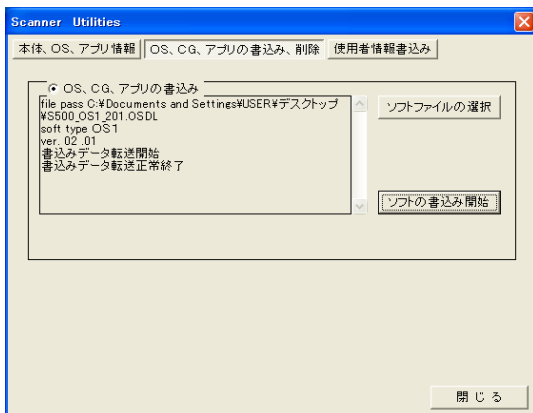 Scanner Utilities
本体、OS、アプリ情報 OS、CG、アプリの書込み、削除 使用者情報書込み
OS、CG、アプリの書込み
file pass C:¥Documents and Settings¥USER¥デスクトップ
¥S500_OS1_201.OSDL
soft type OS1
ver. 02 .01
書込みデータ転送開始
書込みデータ転送正常終了
ソフトファイルの選択
ソフトの書込み開始
閉じる